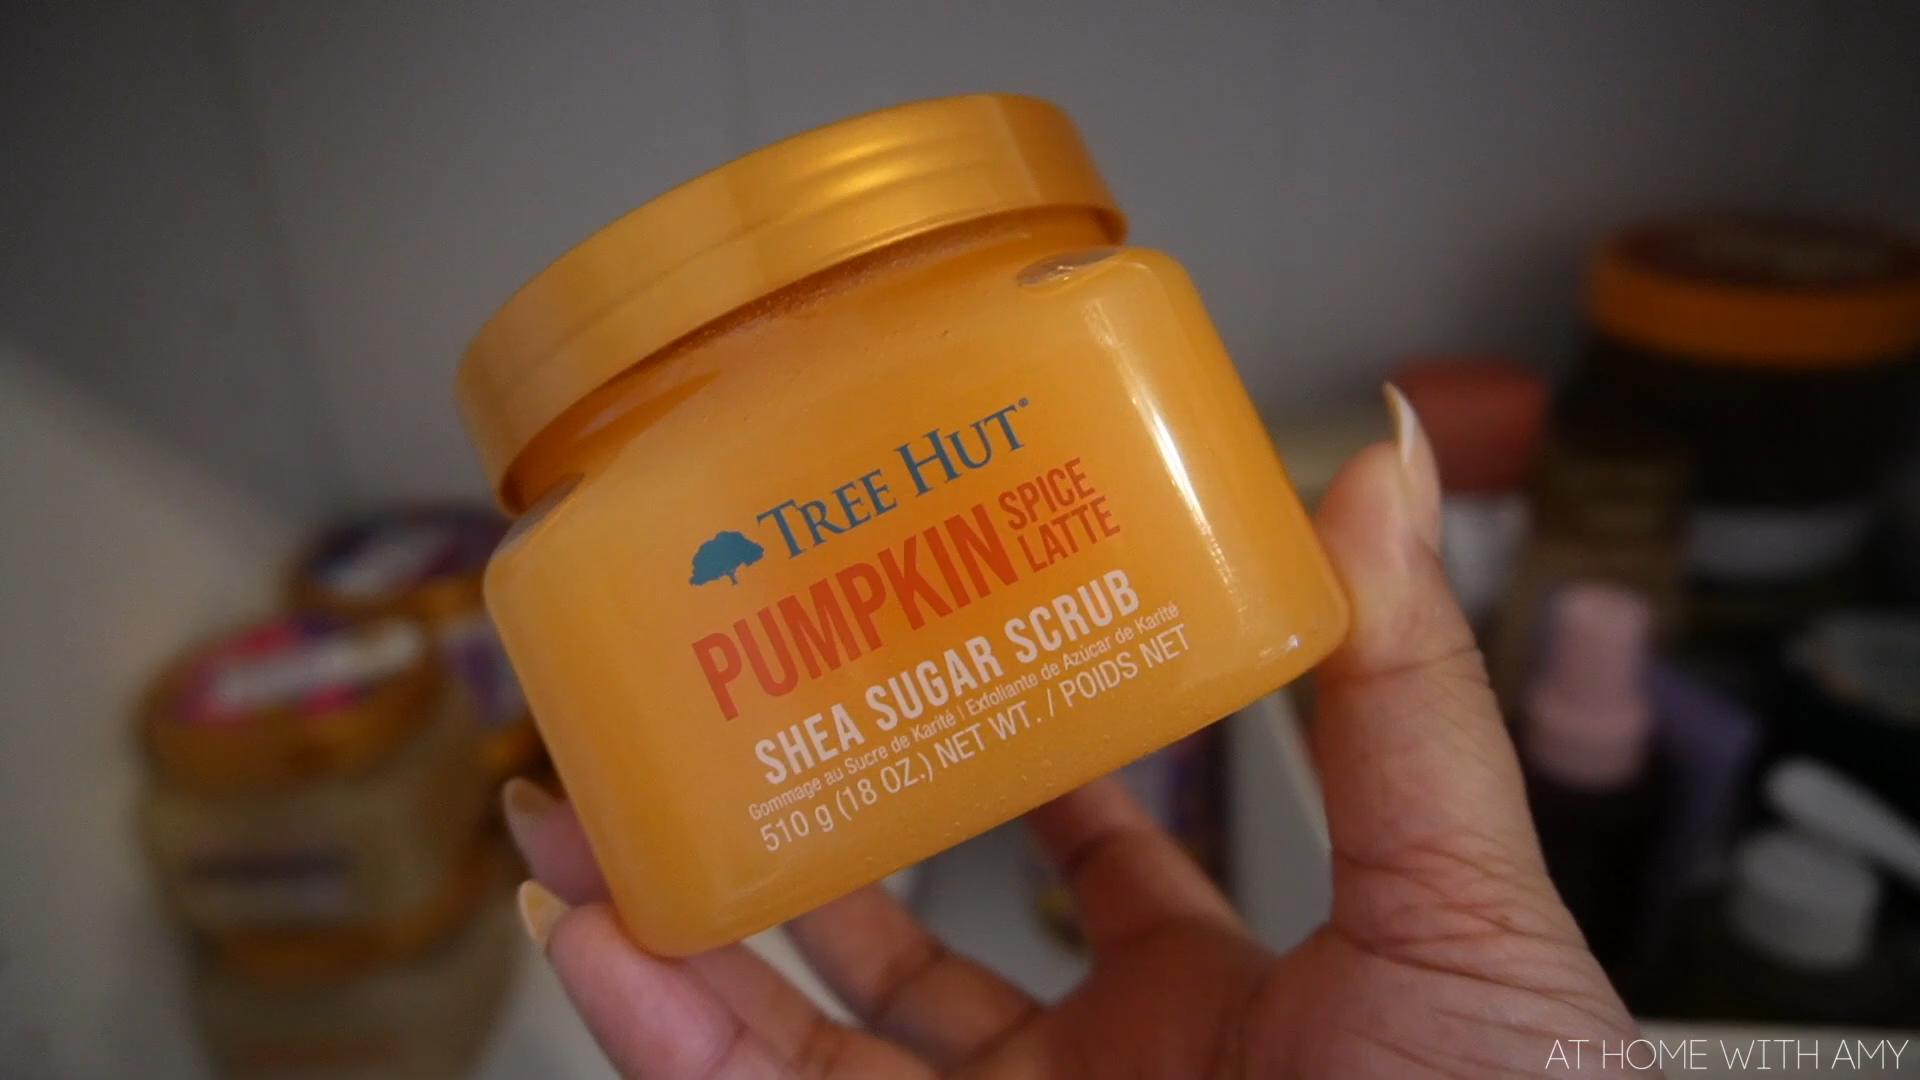 TREE HUT®
PUMPKIN SPICE LATTE
SHEA SUGAR SCRUB
Gommage au Sucre de Karité | Exfoliante de Azúcar de Karité
510 g (18 OZ.) NET WT. / POIDS NET
AT HOME WITH AMY